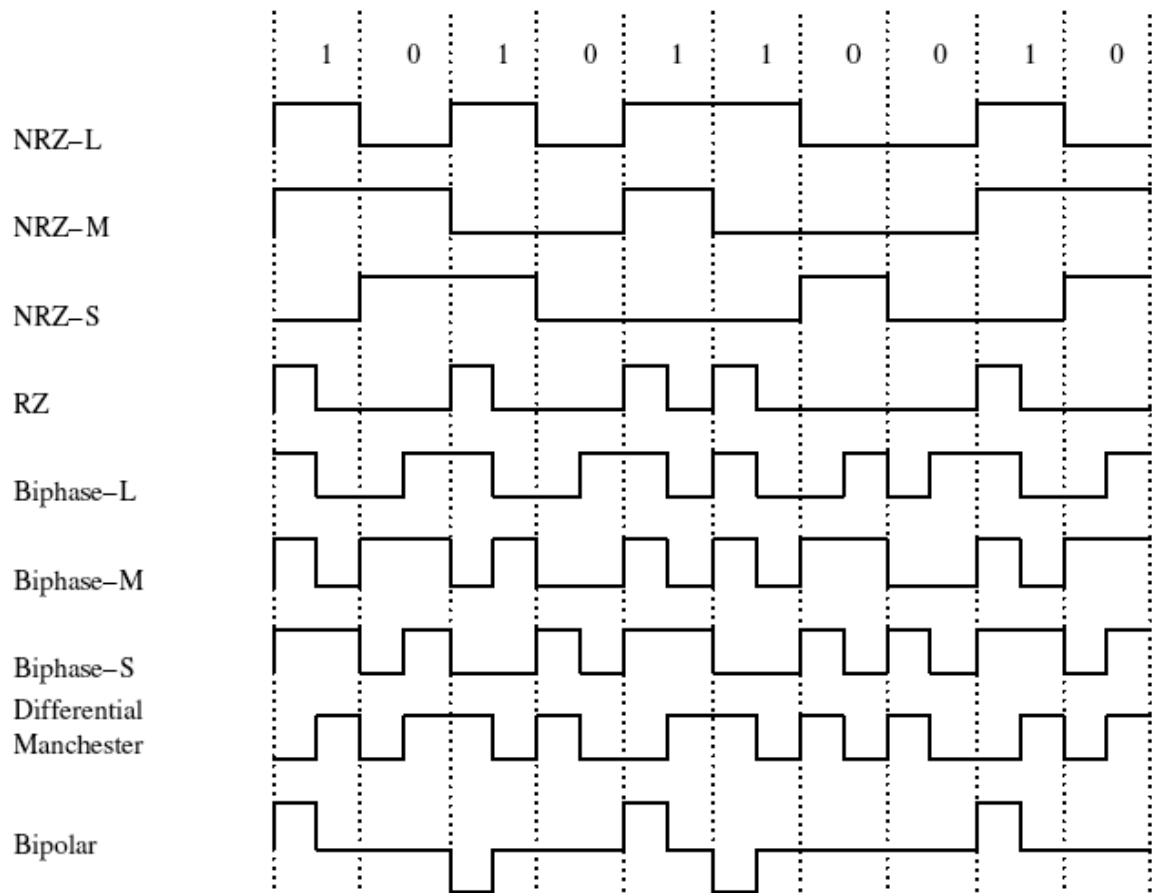 1 0 1 0 1 1 0 0 1 0
NRZ–L
NRZ–M
NRZ–S
RZ
Biphase–L
Biphase–M
Biphase–S
Differential
Manchester
Bipolar